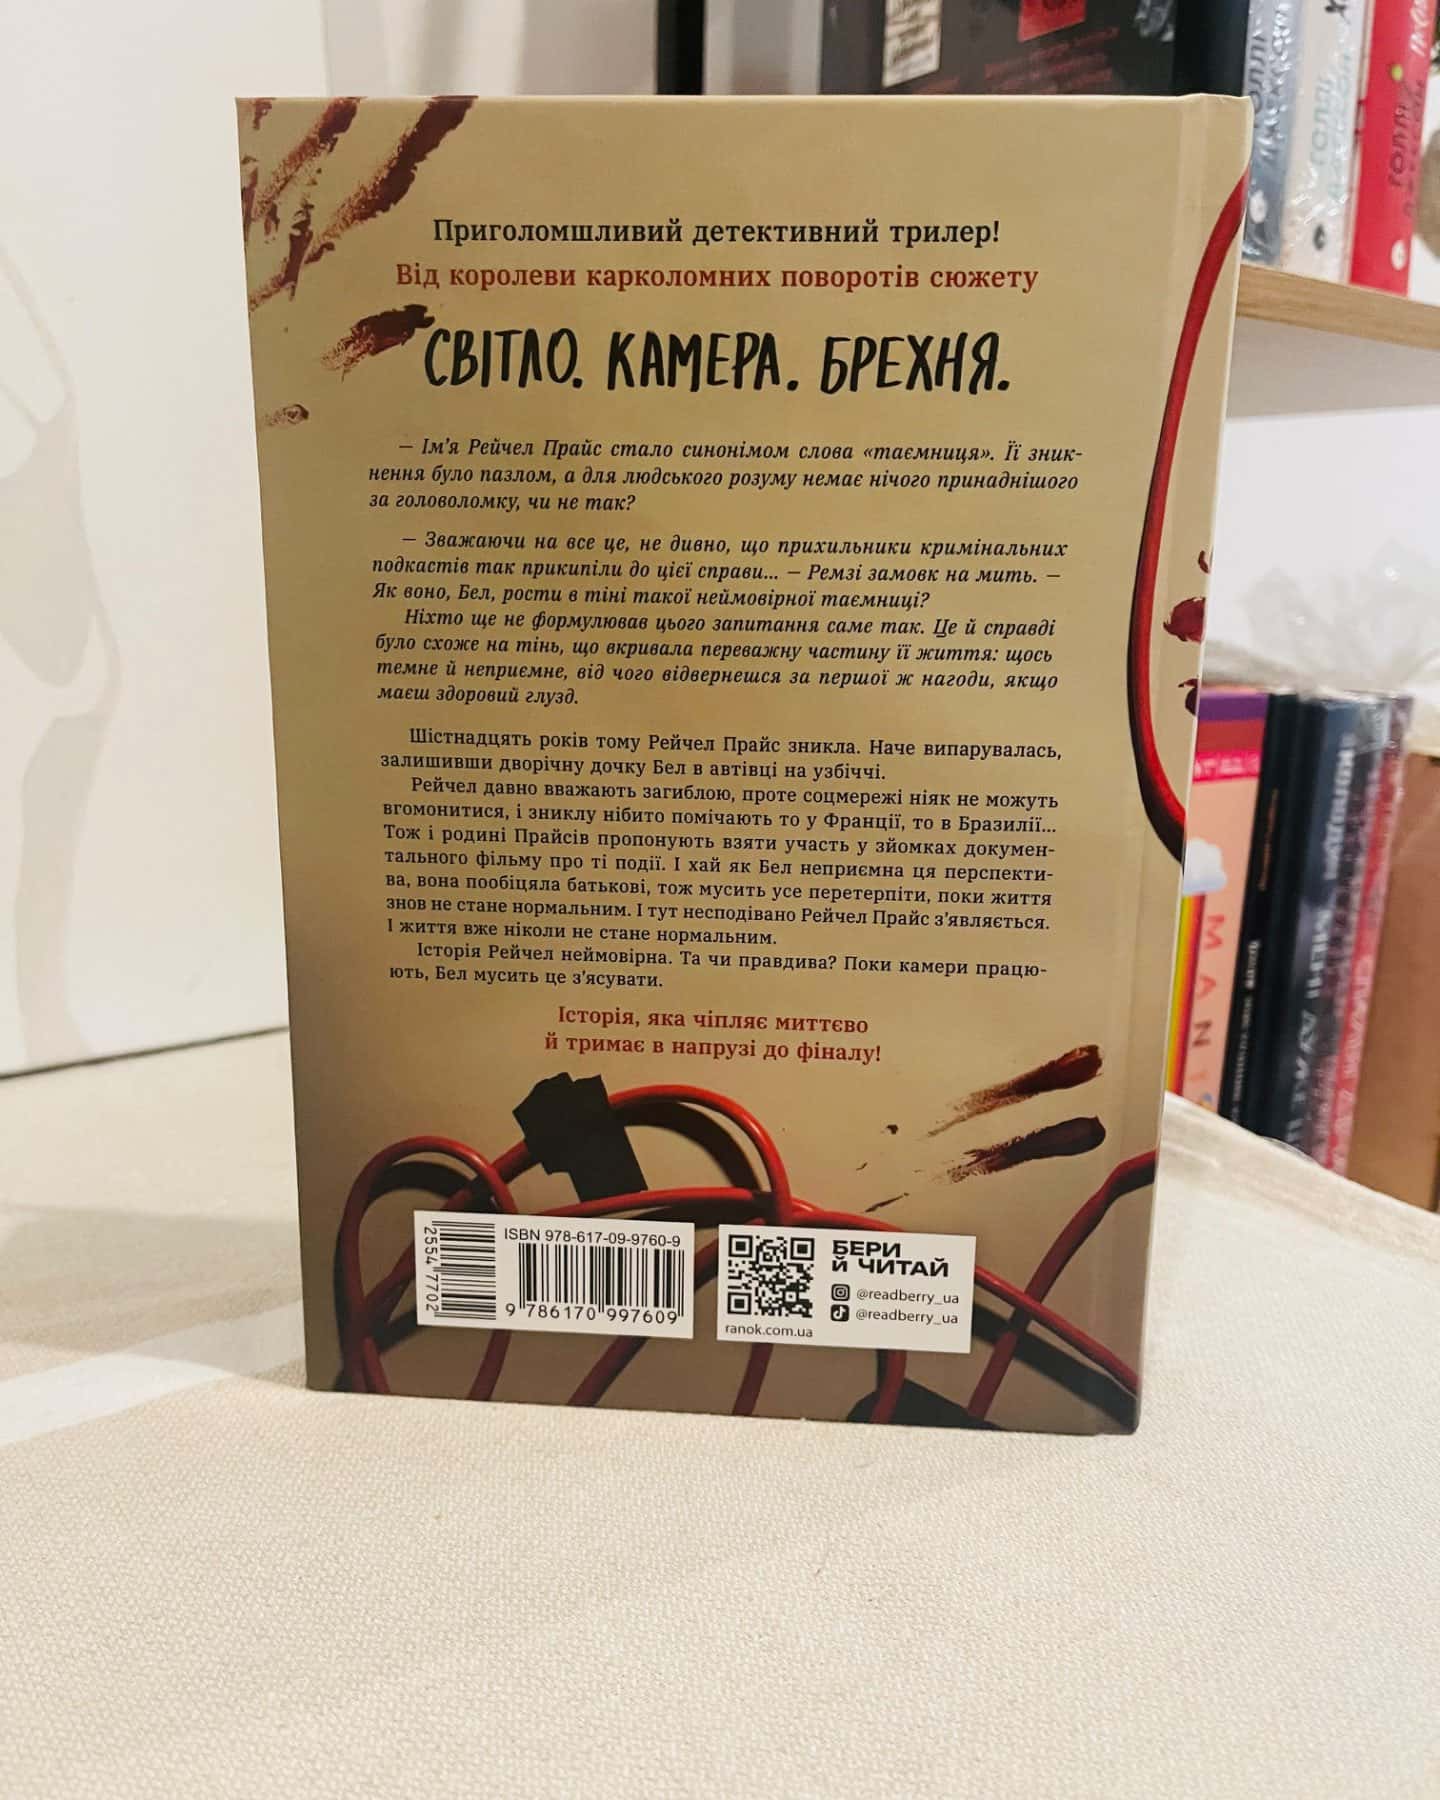 Приголомшливий детективний трилер!
Від королеви карколомних поворотів сюжету
СВІТЛО. КАМЕРА. БРЕХНЯ.
— Ім’я Рейчел Прайс стало синонімом слова «таємниця». Її зник-
нення було пазлом, а для людського розуму немає нічого принаднішого
за головоломку, чи не так?
— Зважаючи на все це, не дивно, що прихильники кримінальних
подкастів так прикипіли до цієї справи... — Ремзі замовк на мить. —
Як воно, Бел, рости в тіні такої неймовірної таємниці?
Ніхто ще не формулював цього запитання саме так. Це й справді
було схоже на тінь, що вкривала переважну частину її життя: щось
темне й неприємне, від чого відвернешся за першої ж нагоди, якщо
маєш здоровий глузд.
Шістнадцять років тому Рейчел Прайс зникла. Наче випарувалась,
залишивши дворічну дочку Бел в автівці на узбіччі.
Рейчел давно вважають загиблою, проте соцмережі ніяк не можуть
вгомонитися, і зниклу нібито помічають то у Франції, то в Бразилії...
Тож і родині Прайсів пропонують взяти участь у зйомках докумен-
тального фільму про ті події. І хай як Бел неприємна ця перспекти-
ва, вона пообіцяла батькові, тож мусить усе перетерпіти, поки життя
знов не стане нормальним. І тут несподівано Рейчел Прайс з’являється.
І життя вже ніколи не стане нормальним.
Історія Рейчел неймовірна. Та чи правдива? Поки камери працю-
ють, Бел мусить це з’ясувати.
Історія, яка чіпляє миттєво
й тримає в напрузі до фіналу!
2554 7702
ISBN 978-617-09-9760-9
9 786170 997609
ranok.com.ua
БЕРИ
й ЧИТАЙ
@readberry_ua
@readberry_ua